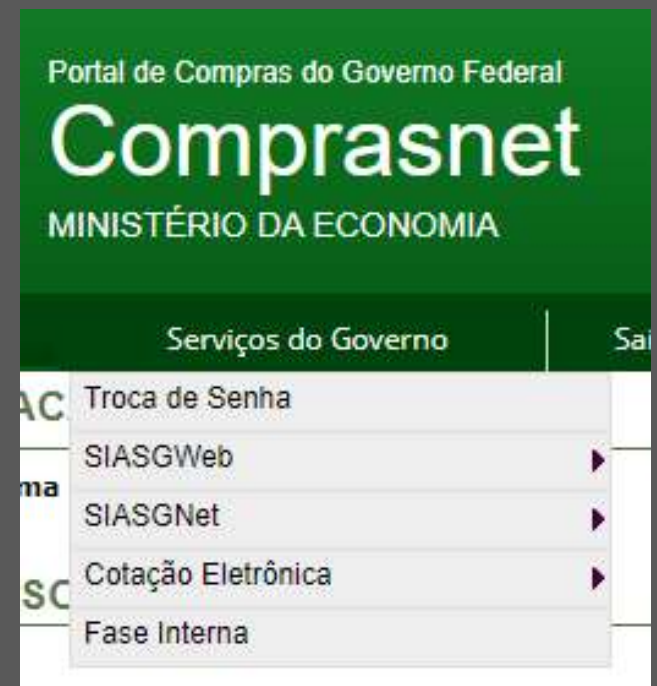 Portal de Compras do Governo Federal
Comprasnet
MINISTÉRIO DA ECONOMIA
Serviços do Governo
Troca de Senha
SIASGWeb
SIASGNet
Cotação Eletrônica
Fase Interna